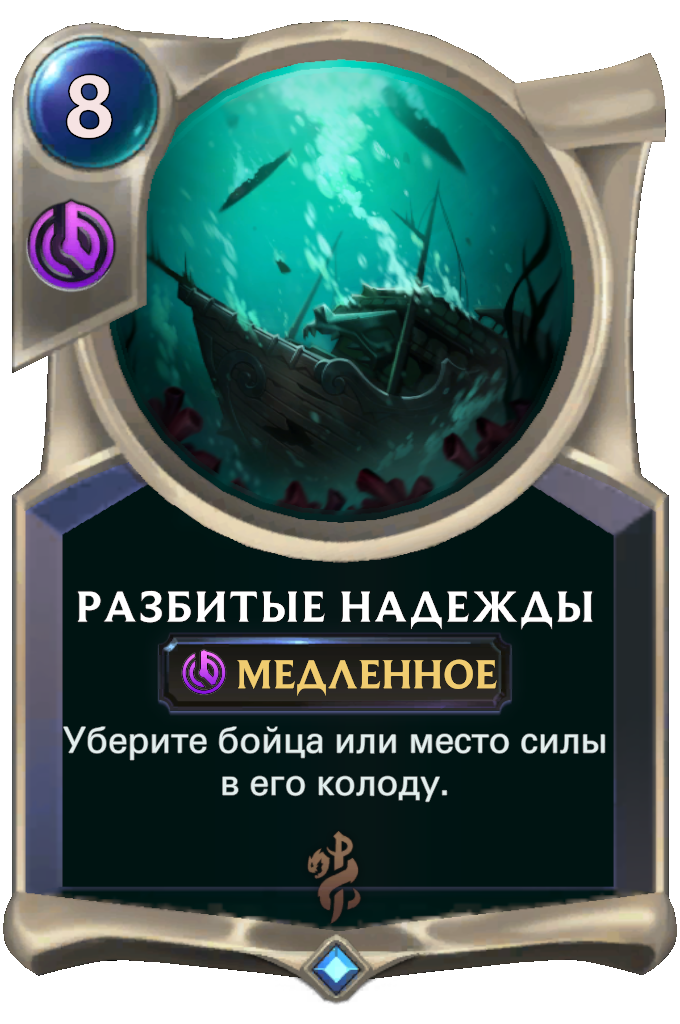 8
РАЗБИТЫЕ НАДЕЖДЫ
МЕДЛЕННОЕ
Уберите бойца или место силы
в его колоду.